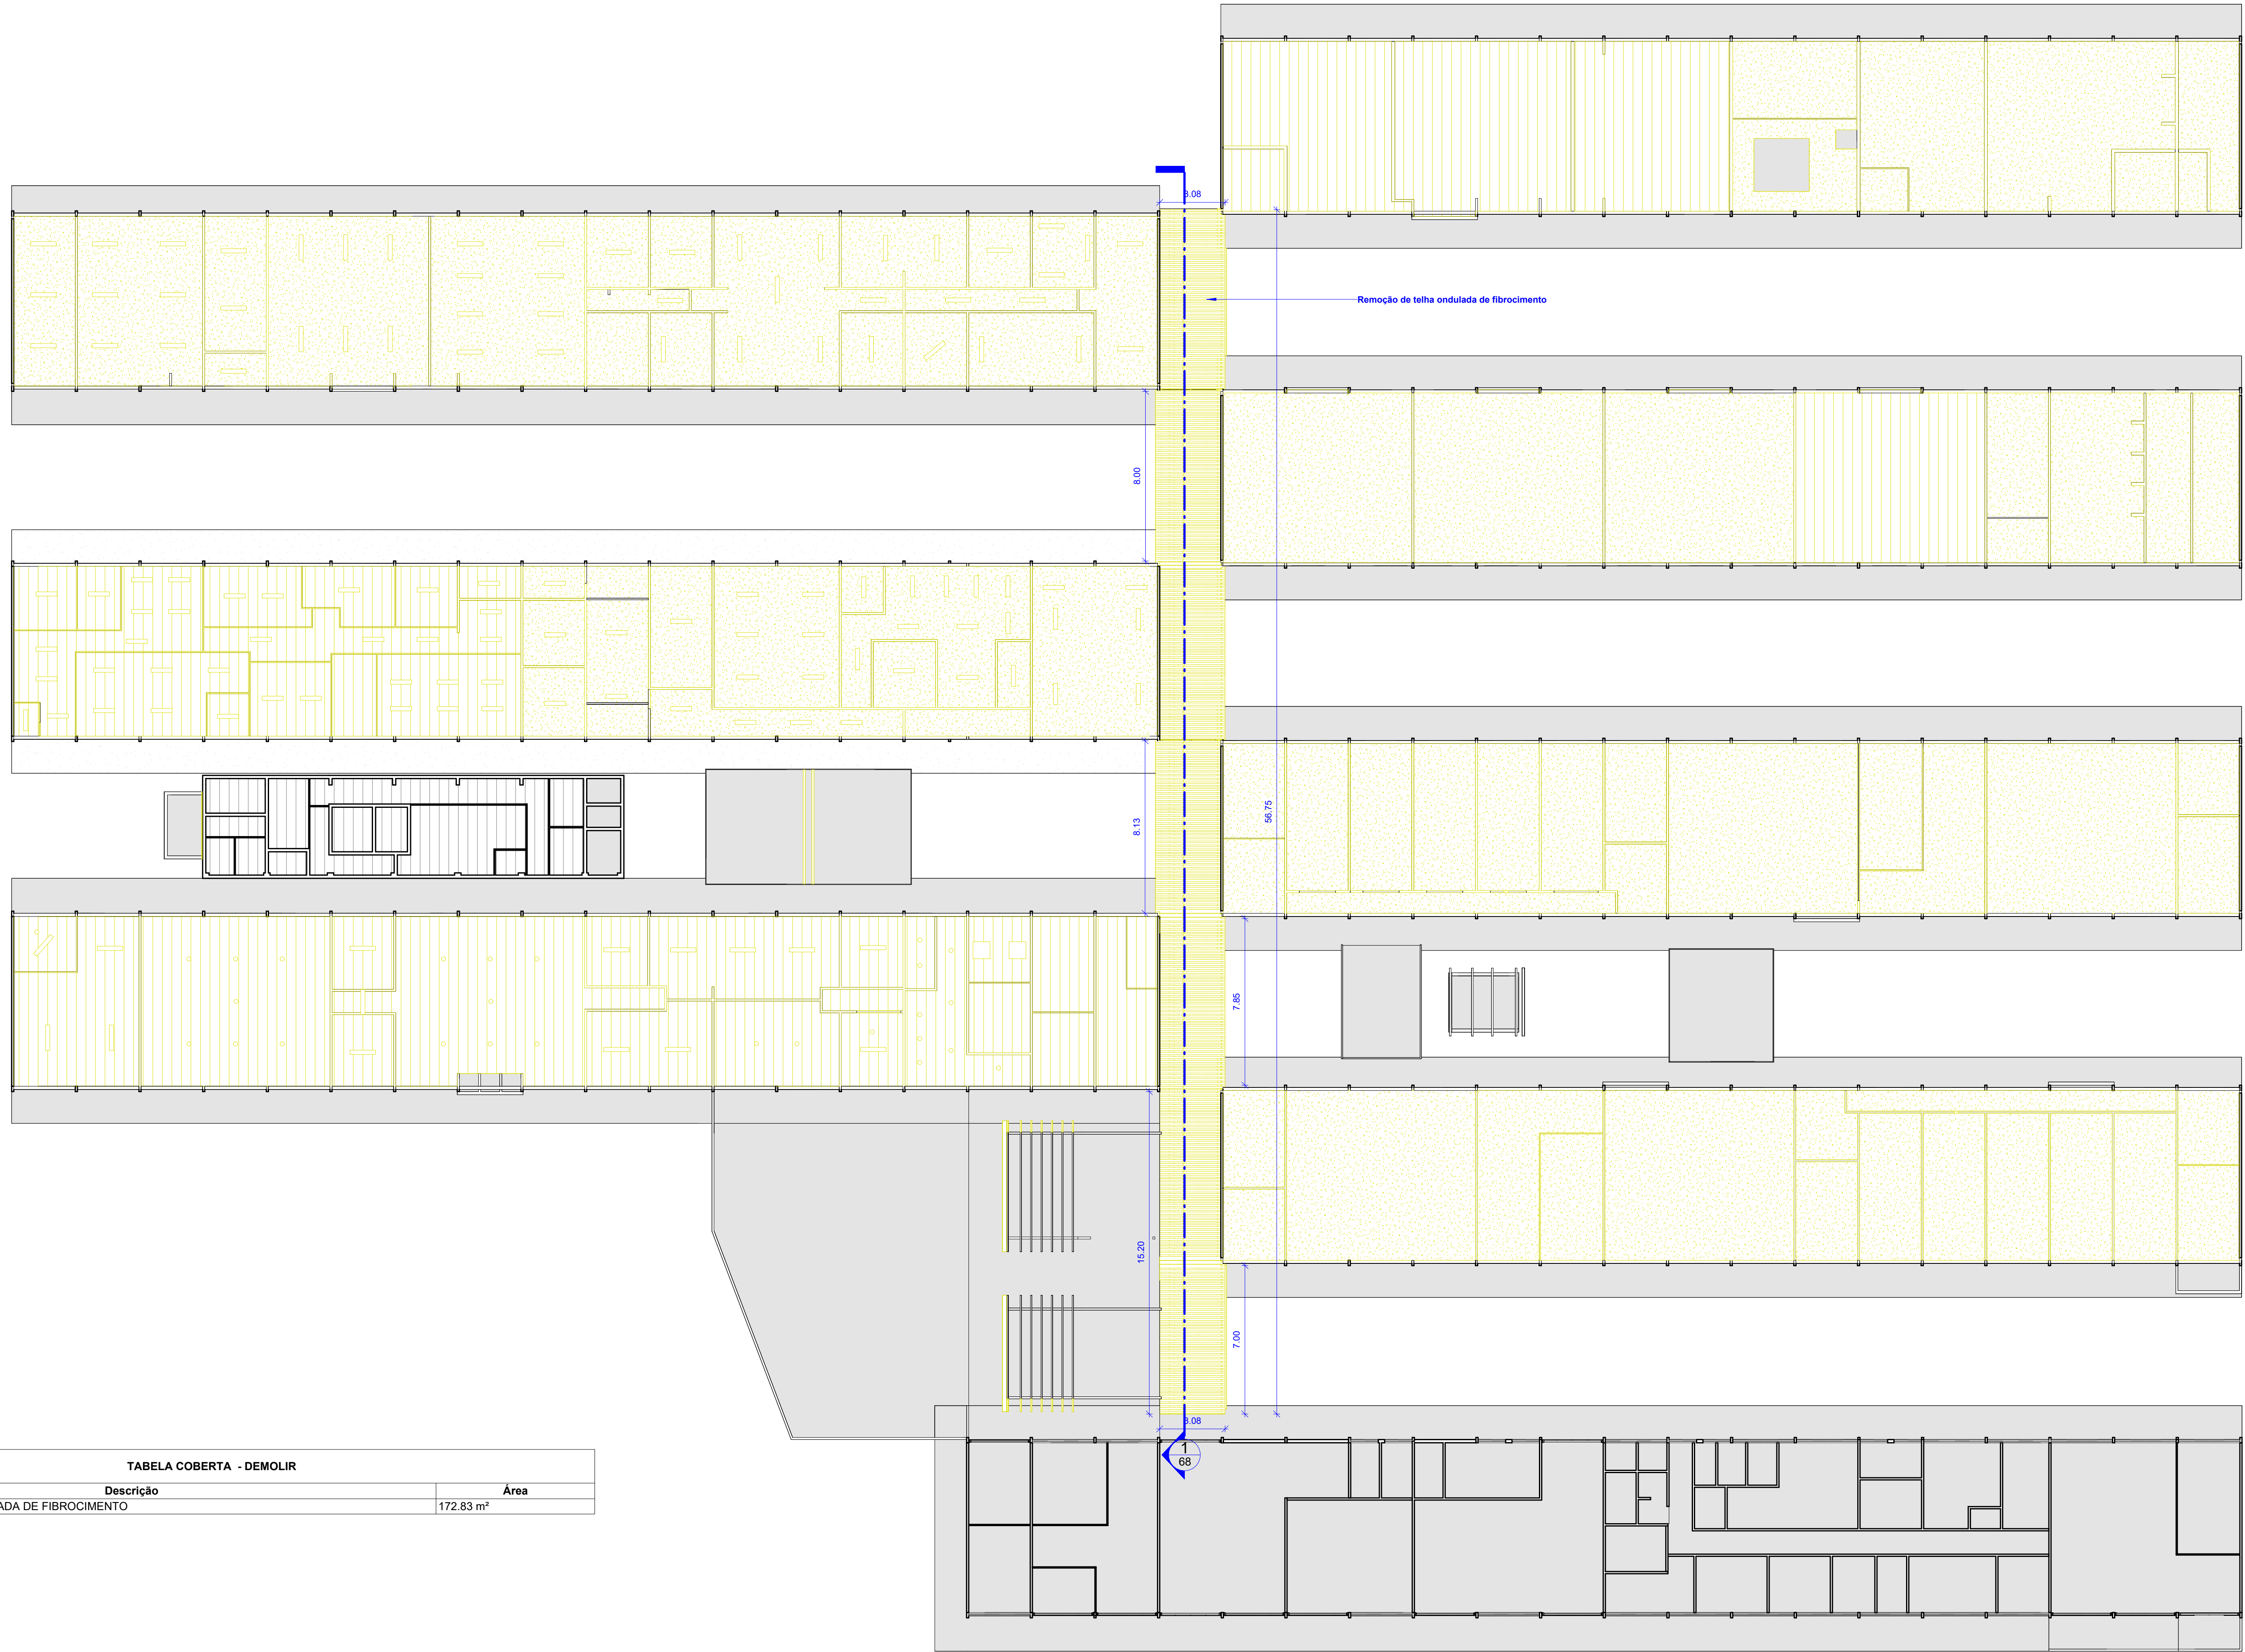 3.08
Remoção de telha ondulada de fibrocimento
8.00
8.13
56.75
7.85
15.20
7.00
3.08
1
68
TABELA COBERTA - DEMOLIR
Descrição Área
ADA DE FIBROCIMENTO 172.83 m²